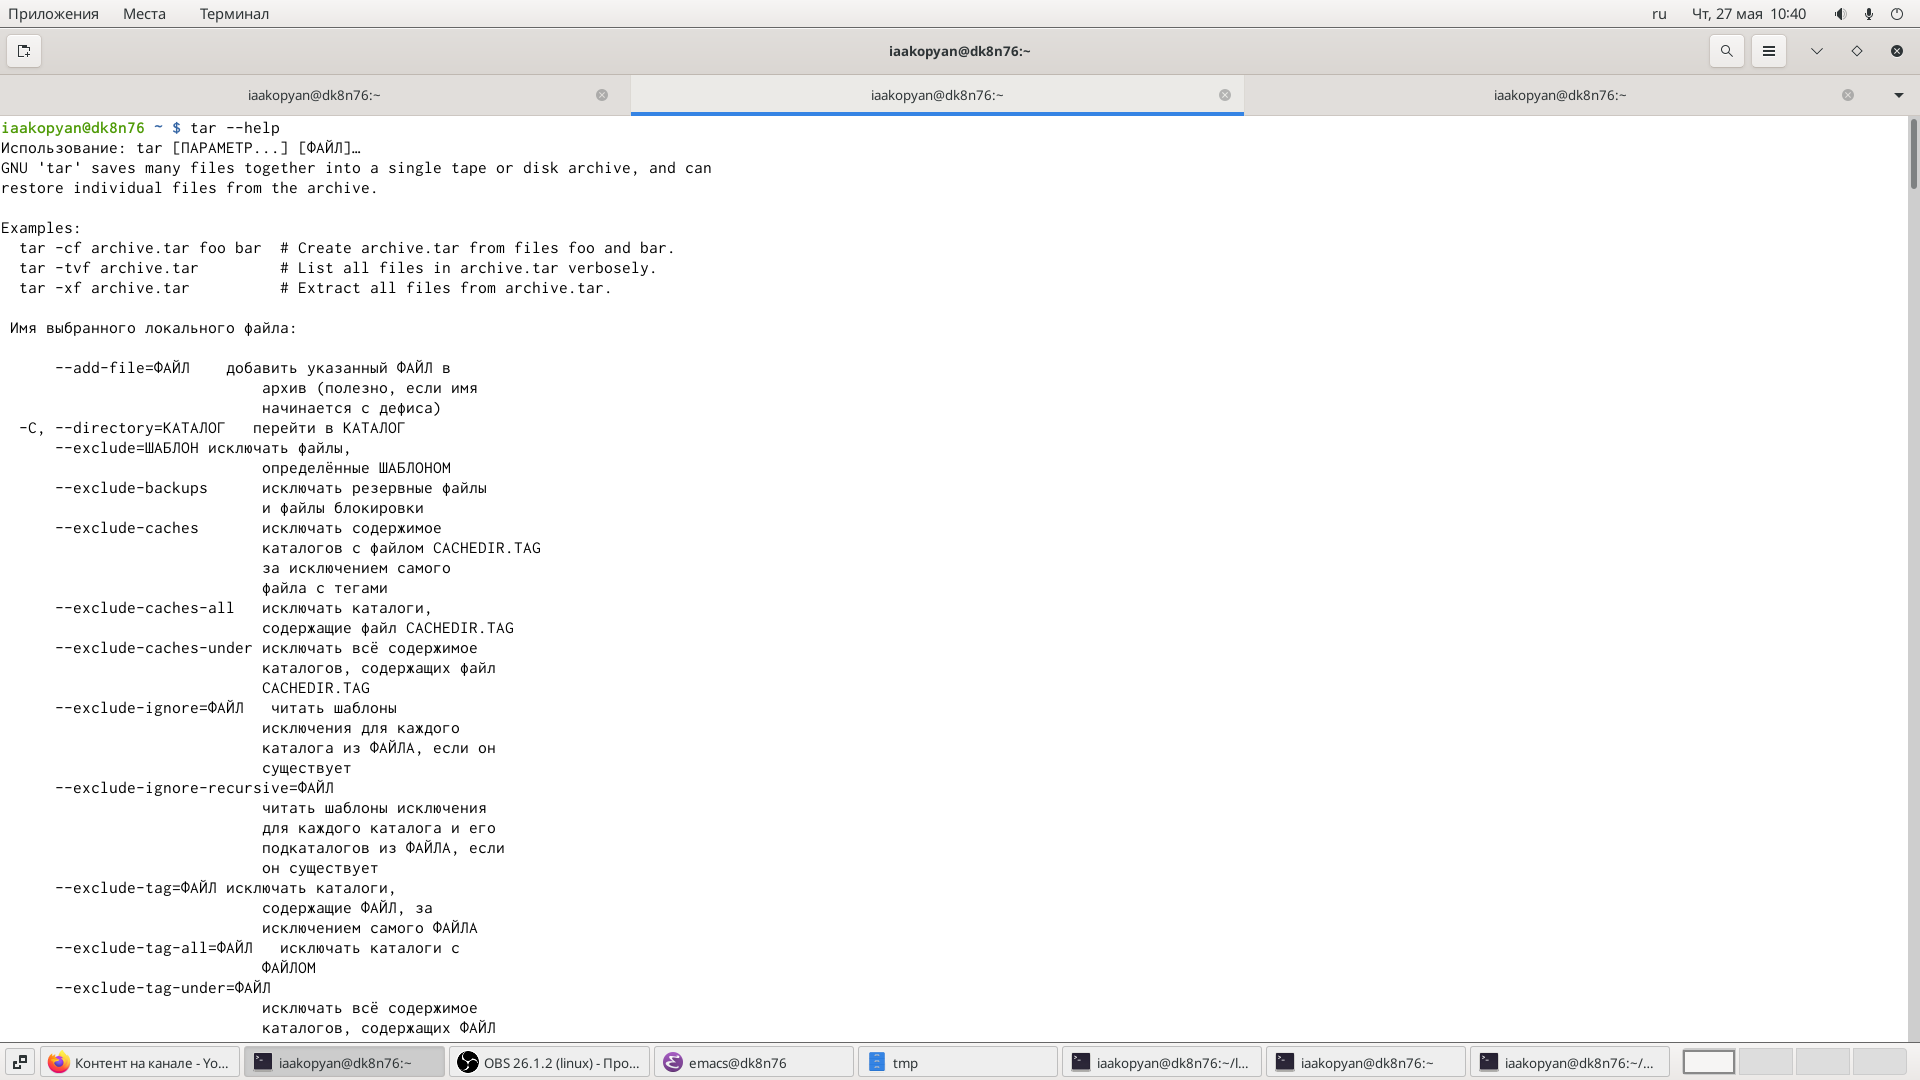 Приложения Места Терминал ru Чт, 27 мая 10:40
iaakopyan@dk8n76:~
iaakopyan@dk8n76:~ iaakopyan@dk8n76:~ iaakopyan@dk8n76:~
iaakopyan@dk8n76 ~ $ tar --help
Использование: tar [ПАРАМЕТР...] [ФАЙЛ]…
GNU 'tar' saves many files together into a single tape or disk archive, and can
restore individual files from the archive.
Examples:
tar -cf archive.tar foo bar # Create archive.tar from files foo and bar.
tar -tvf archive.tar # List all files in archive.tar verbosely.
tar -xf archive.tar # Extract all files from archive.tar.
Имя выбранного локального файла:
--add-file=ФАЙЛ добавить указанный ФАЙЛ в
архив (полезно, если имя
начинается с дефиса)
-C, --directory=КАТАЛОГ перейти в КАТАЛОГ
--exclude=ШАБЛОН исключать файлы,
определённые ШАБЛОНОМ
--exclude-backups исключать резервные файлы
и файлы блокировки
--exclude-caches исключать содержимое
каталогов с файлом CACHEDIR.TAG
за исключением самого
файла с тегами
--exclude-caches-all исключать каталоги,
содержащие файл CACHEDIR.TAG
--exclude-caches-under исключать всё содержимое
каталогов, содержащих файл
CACHEDIR.TAG
--exclude-ignore=ФАЙЛ читать шаблоны
исключения для каждого
каталога из ФАЙЛА, если он
существует
--exclude-ignore-recursive=ФАЙЛ
читать шаблоны исключения
для каждого каталога и его
подкаталогов из ФАЙЛА, если
он существует
--exclude-tag=ФАЙЛ исключать каталоги,
содержащие ФАЙЛ, за
исключением самого ФАЙЛА
--exclude-tag-all=ФАЙЛ исключать каталоги с
ФАЙЛОМ
--exclude-tag-under=ФАЙЛ
исключать всё содержимое
каталогов, содержащих ФАЙЛ
Контент на канале - Yo... iaakopyan@dk8n76:~ OBS 26.1.2 (linux) - Про... emacs@dk8n76 tmp iaakopyan@dk8n76:~/l... iaakopyan@dk8n76:~ iaakopyan@dk8n76:~/...